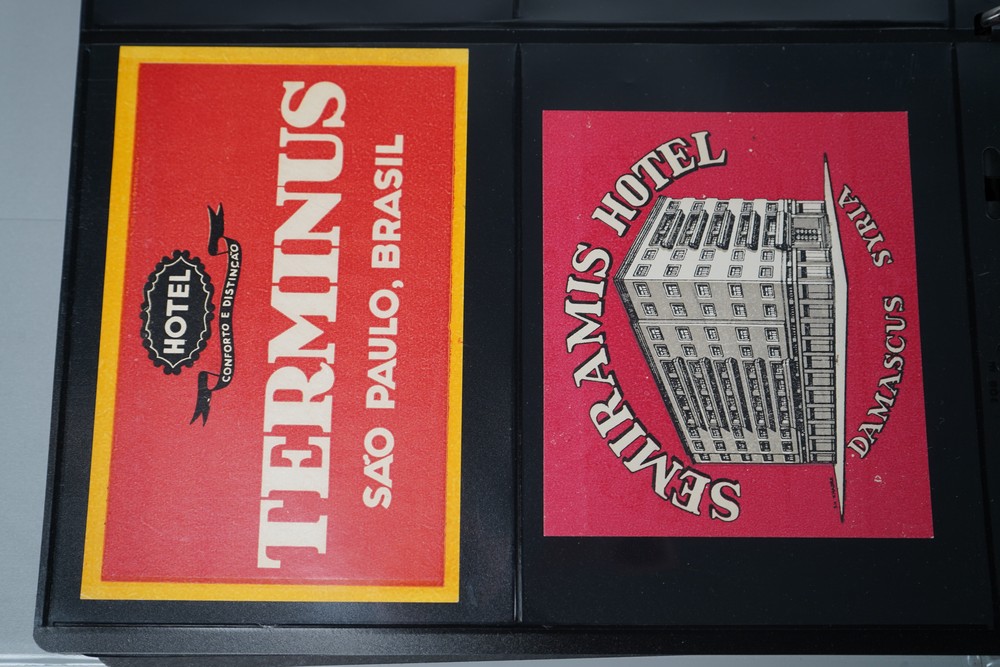 HOTEL
CONFORTO E DISTINÇÃO
TERMINUS
SÃO PAULO, BRASIL
SEMIRAMIS HOTEL
DAMASCUS SYRIA